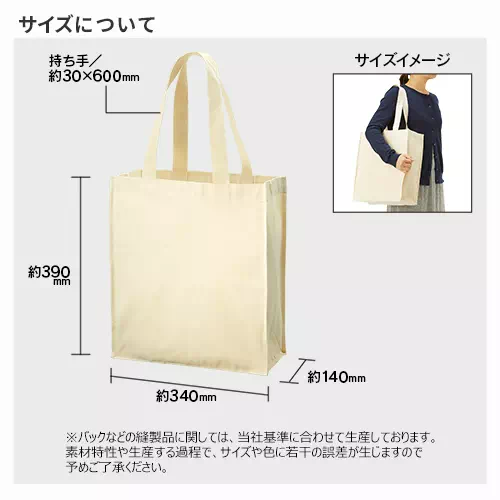 サイズについて
持ち手／
約30×600mm
サイズイメージ
約390
mm
約140mm
約340mm
※バックなどの縫製品に関しては、当社基準に合わせて生産しております。
素材特性や生産する過程で、サイズや色に若干の誤差が生じますので
予めご了承ください。